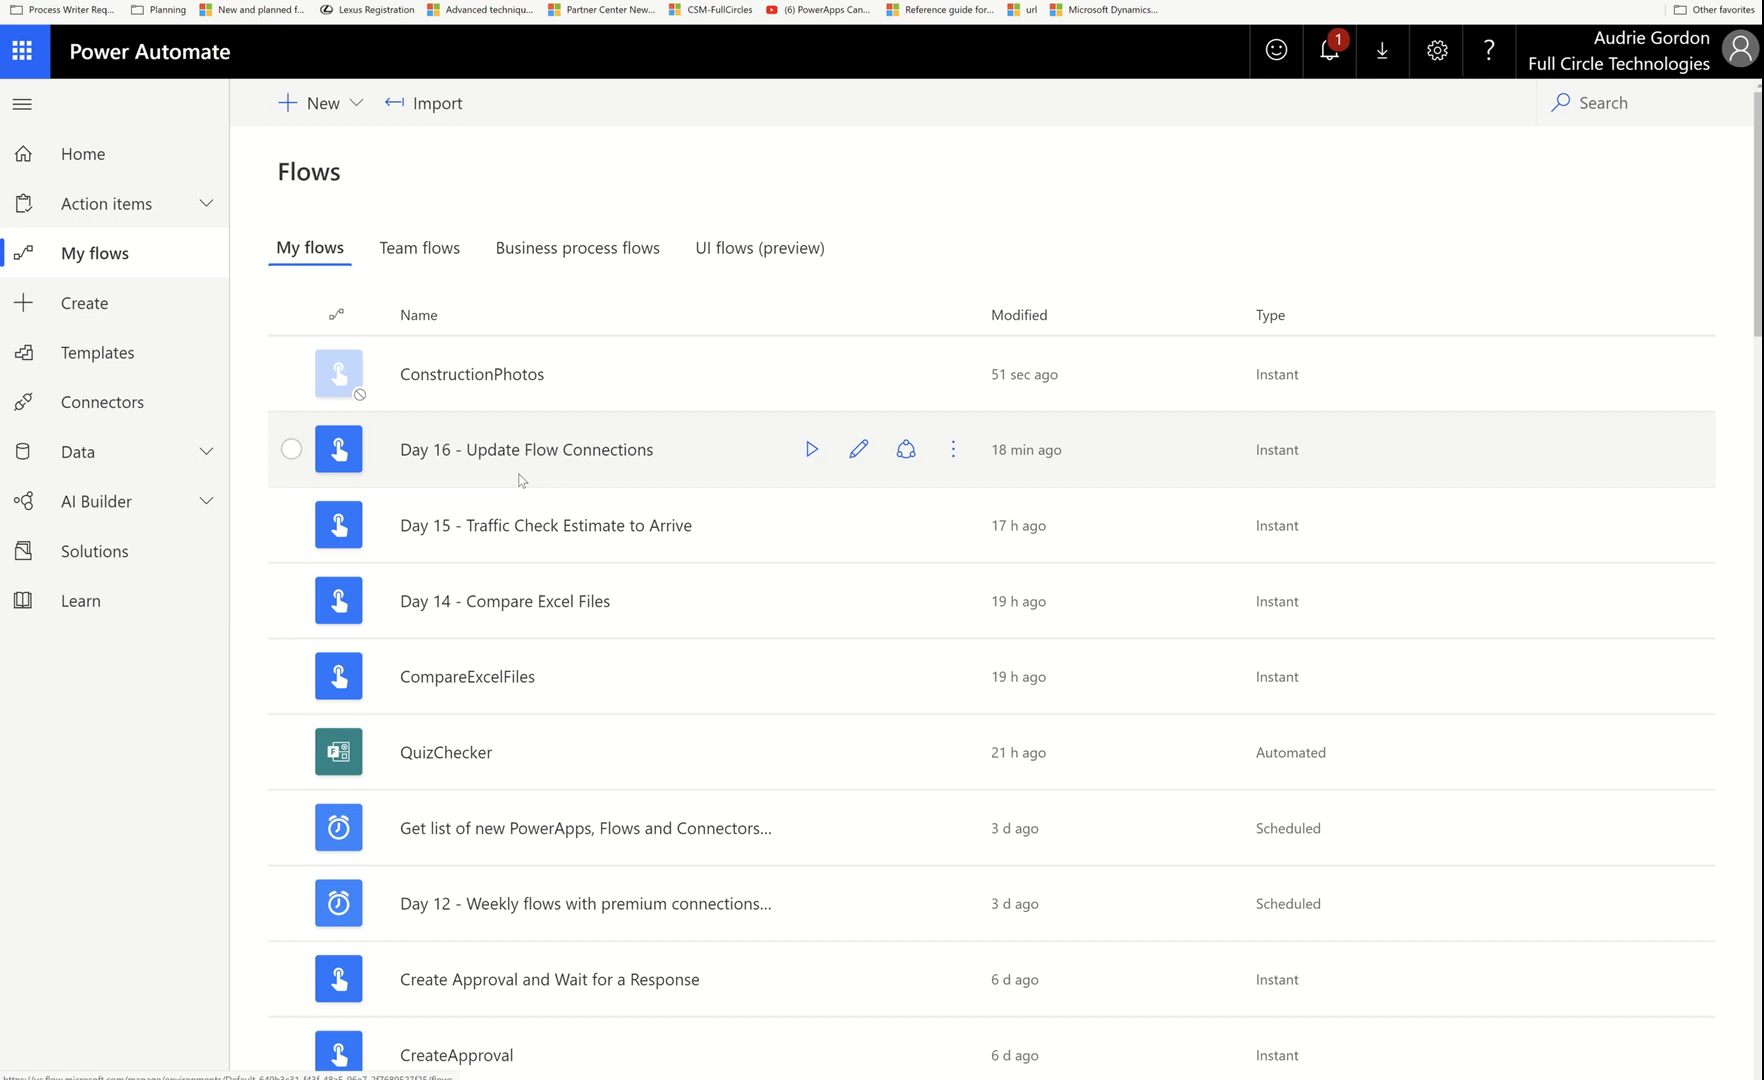 Process Writer Req...
Planning
New and planned f...
Lexus Registration
Advanced techniqu...
Partner Center New...
CSM-FullCircles
(6) PowerApps Can...
Reference guide for...
url
Microsoft Dynamics...
Other favorites
Power Automate
1
?
Audrie Gordon
Full Circle Technologies
New
Import
Search
Home
Action items
My flows
Create
Templates
Connectors
Data
AI Builder
Solutions
Learn
Flows
My flows
Team flows
Business process flows
UI flows (preview)
Name Modified Type
ConstructionPhotos 51 sec ago Instant
Day 16 - Update Flow Connections 18 min ago Instant
Day 15 - Traffic Check Estimate to Arrive 17 h ago Instant
Day 14 - Compare Excel Files 19 h ago Instant
CompareExcelFiles 19 h ago Instant
QuizChecker 21 h ago Automated
Get list of new PowerApps, Flows and Connectors... 3 d ago Scheduled
Day 12 - Weekly flows with premium connections... 3 d ago Scheduled
Create Approval and Wait for a Response 6 d ago Instant
CreateApproval 6 d ago Instant